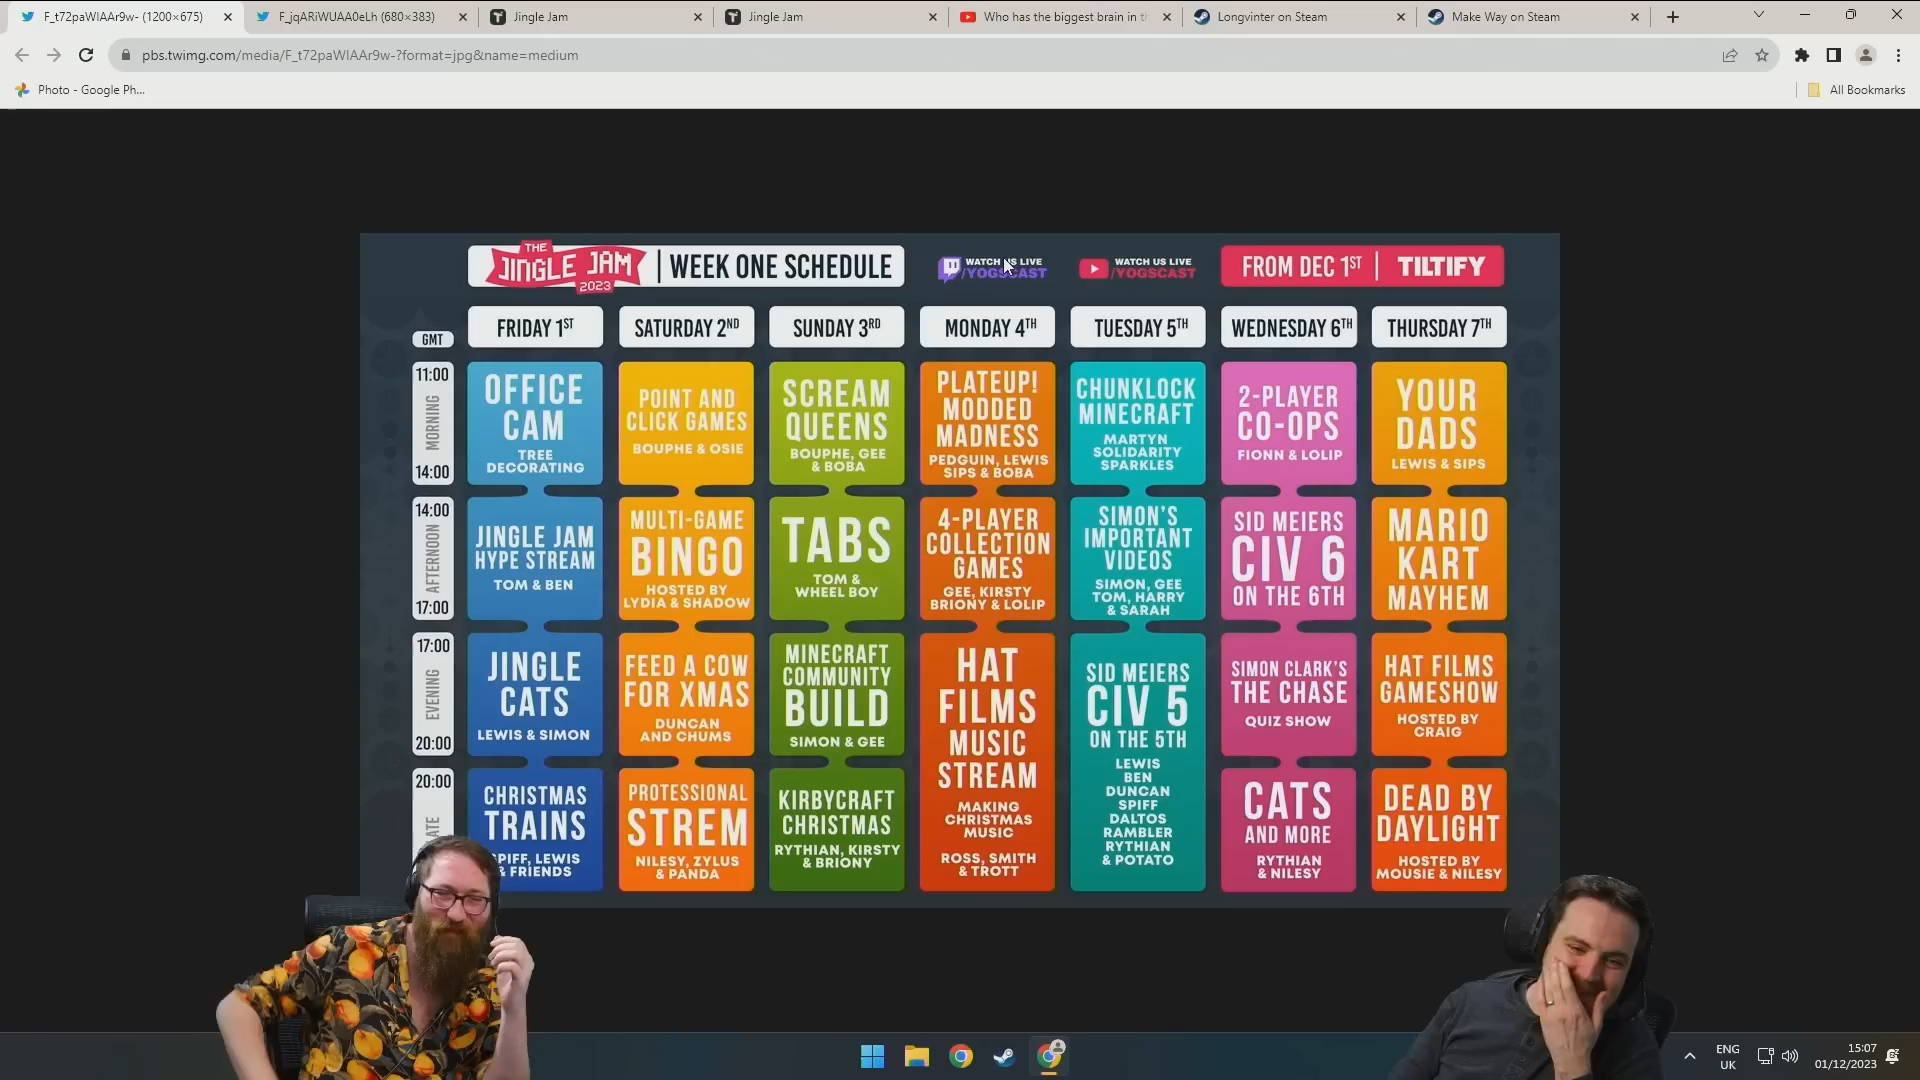 F_t72paWIAAr9w- (1200×675)
F_jqARiWUAA0eLh (680×383)
Jingle Jam
Jingle Jam
Who has the biggest brain in th
Longvinter on Steam
Make Way on Steam
pbs.twimg.com/media/F_t72paWIAAr9w-?format=jpg&name=medium
Photo - Google Ph...
All Bookmarks
THE
JINGLE JAM
2023
WEEK ONE SCHEDULE
WATCH US LIVE
/YOGSCAST
WATCH US LIVE
/YOGSCAST
FROM DEC 1ST | TILTIFY
GMT
FRIDAY 1ST
SATURDAY 2ND
SUNDAY 3RD
MONDAY 4TH
TUESDAY 5TH
WEDNESDAY 6TH
THURSDAY 7TH
11:00
MORNING
14:00
OFFICE
CAM
TREE
DECORATING
POINT AND
CLICK GAMES
BOUPHE & OSIE
SCREAM
QUEENS
BOUPHE, GEE
& BOBA
PLATEUP!
MODDED
MADNESS
PEDGUIN, LEWIS
SIPS & BOBA
CHUNKLOCK
MINECRAFT
MARTYN
SOLIDARITY
SPARKLES
2-PLAYER
CO-OPS
FIONN & LOLIP
YOUR
DADS
LEWIS & SIPS
14:00
AFTERNOON
17:00
JINGLE JAM
HYPE STREAM
TOM & BEN
MULTI-GAME
BINGO
HOSTED BY
LYDIA & SHADOW
TABS
TOM &
WHEEL BOY
4-PLAYER
COLLECTION
GAMES
GEE, KIRSTY
BRIONY & LOLIP
SIMON'S
IMPORTANT
VIDEOS
SIMON, GEE
TOM, HARRY
& SARAH
SID MEIERS
CIV 6
ON THE 6TH
MARIO
KART
MAYHEM
17:00
EVENING
20:00
JINGLE
CATS
LEWIS & SIMON
FEED A COW
FOR XMAS
DUNCAN
AND CHUMS
MINECRAFT
COMMUNITY
BUILD
SIMON & GEE
HAT
FILMS
MUSIC
STREAM
MAKING
CHRISTMAS
MUSIC
ROSS, SMITH
& TROTT
SID MEIERS
CIV 5
ON THE 5TH
LEWIS
BEN
DUNCAN
SPIFF
DALTOS
RAMBLER
RYTHIAN
& POTATO
SIMON CLARK'S
THE CHASE
QUIZ SHOW
HAT FILMS
GAMESHOW
HOSTED BY
CRAIG
20:00
ATE
CHRISTMAS
TRAINS
SPIFF, LEWIS
& FRIENDS
PROFESSIONAL
STREM
NILESY, ZYLUS
& PANDA
KIRBYCRAFT
CHRISTMAS
RYTHIAN, KIRSTY
& BRIONY
CATS
AND MORE
RYTHIAN
& NILESY
DEAD BY
DAYLIGHT
HOSTED BY
MOUSIE & NILESY
ENG
UK
15:07
01/12/2023